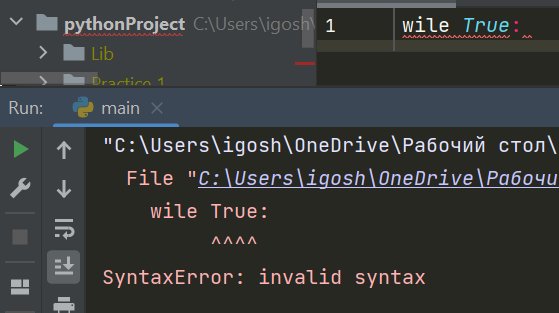 pythonProject C:\Users\igosh\
Lib
Practice 1
1 wile True:
Run: main
"C:\Users\igosh\OneDrive\Рабочий стол\
File "C:\Users\igosh\OneDrive\Рабочи
wile True:
^^^^
SyntaxError: invalid syntax